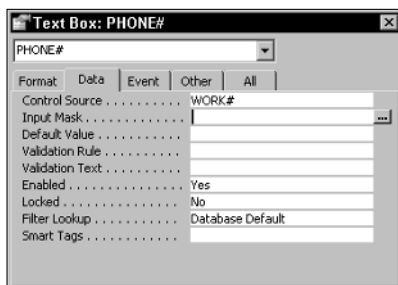 Text Box: PHONE#
PHONE#
Format Data Event Other All
Control Source . . . . . . . . . . WORK#
Input Mask . . . . . . . . . . . . . ...
Default Value . . . . . . . . . . .
Validation Rule . . . . . . . . . .
Validation Text . . . . . . . . . .
Enabled . . . . . . . . . . . . . . . Yes
Locked . . . . . . . . . . . . . . . . No
Filter Lookup . . . . . . . . . . . Database Default
Smart Tags . . . . . . . . . . . .